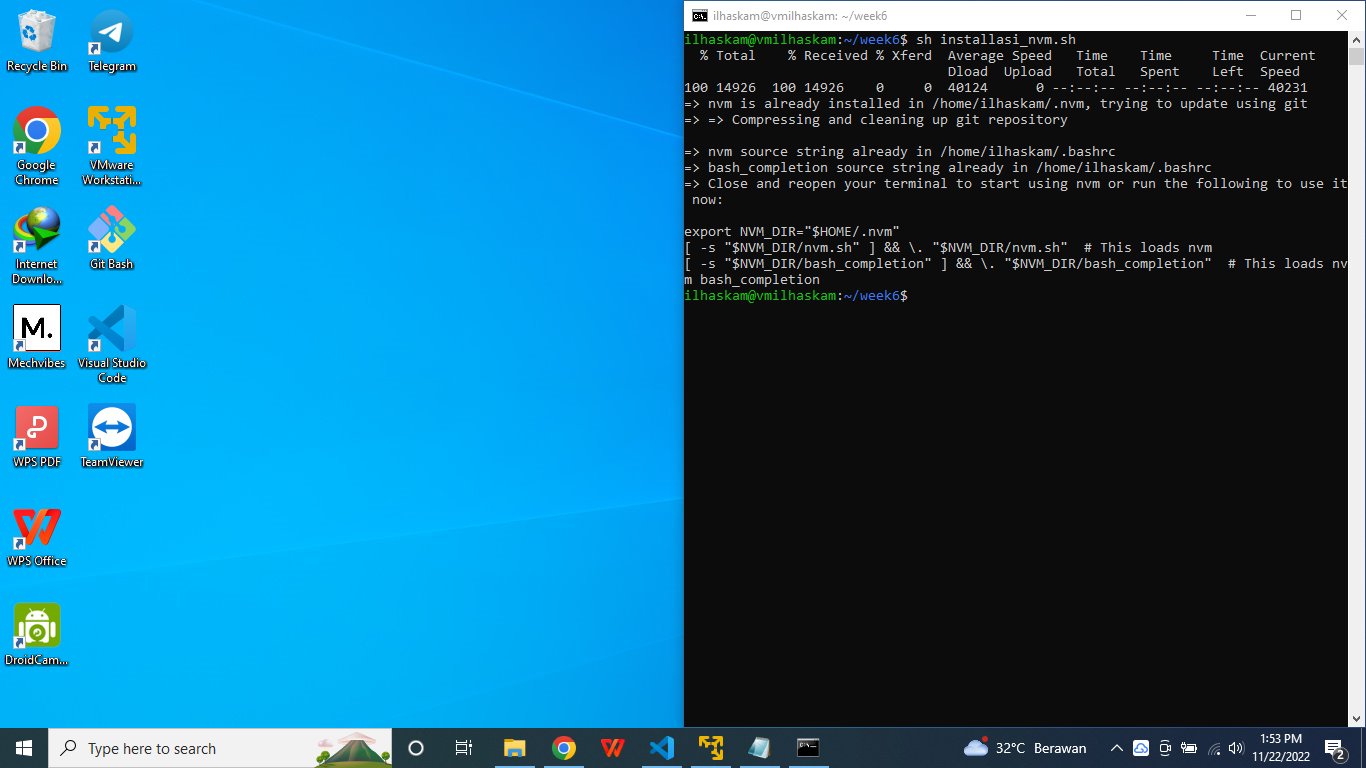 Recycle Bin
Telegram
Google
Chrome
VMware
Workstati...
Internet
Downlo...
Git Bash
M.
Mechvibes
Visual Studio
Code
WPS PDF
TeamViewer
WPS Office
DroidCam...
ilhaskam@vmilhaskam: ~/week6
ilhaskam@vmilhaskam:~/week6$ sh installasi_nvm.sh
% Total % Received % Xferd Average Speed Time Time Time Current
Dload Upload Total Spent Left Speed
100 14926 100 14926 0 0 40124 0 --:--:-- --:--:-- --:--:-- 40231
=> nvm is already installed in /home/ilhaskam/.nvm, trying to update using git
=> => Compressing and cleaning up git repository
=> nvm source string already in /home/ilhaskam/.bashrc
=> bash_completion source string already in /home/ilhaskam/.bashrc
=> Close and reopen your terminal to start using nvm or run the following to use it
now:
export NVM_DIR="$HOME/.nvm"
[ -s "$NVM_DIR/nvm.sh" ] && \. "$NVM_DIR/nvm.sh"  # This loads nvm
[ -s "$NVM_DIR/bash_completion" ] && \. "$NVM_DIR/bash_completion"  # This loads nv
m bash_completion
ilhaskam@vmilhaskam:~/week6$
Type here to search
32°C Berawan
1:53 PM
11/22/2022
2